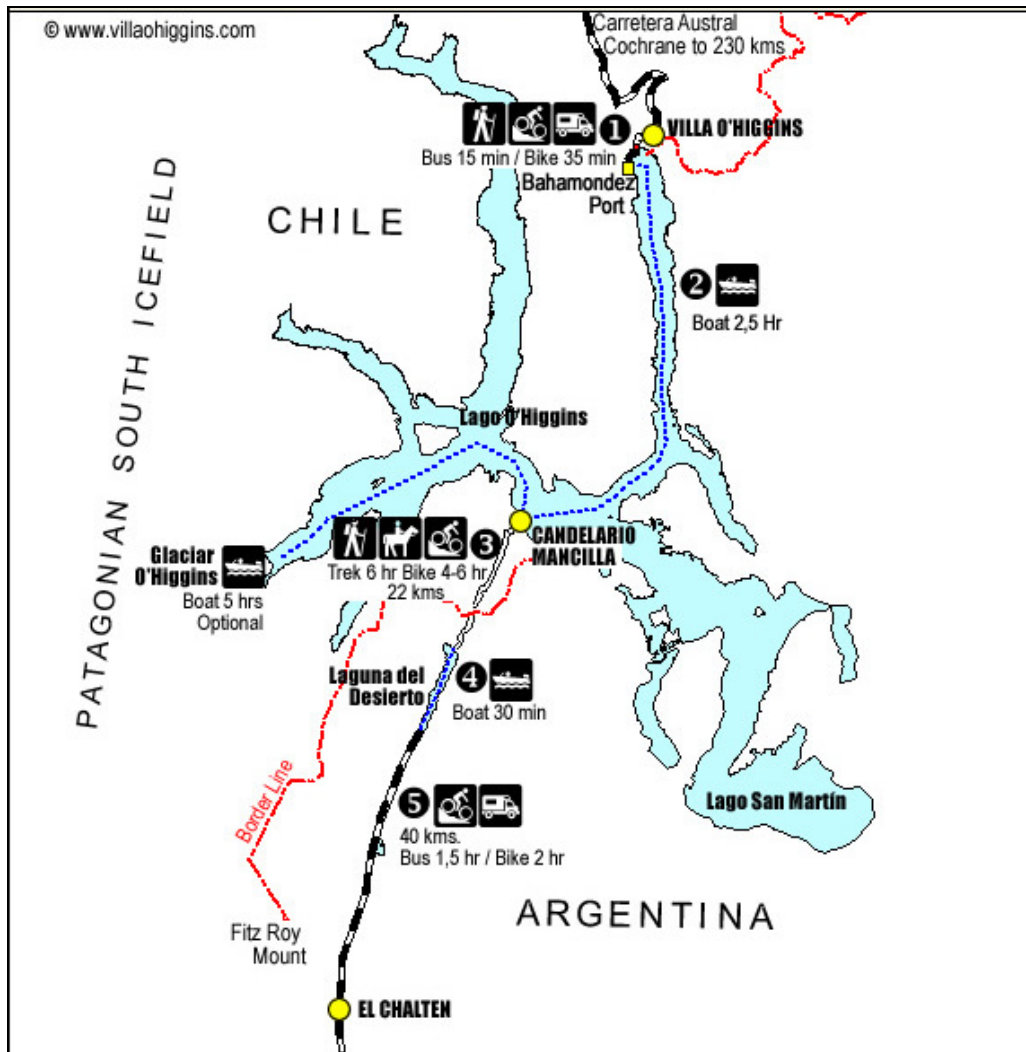 © www.villaohiggins.com
Carretera Austral
Cochrane to 230 kms
1
VILLA O'HIGGINS
Bus 15 min / Bike 35 min
Bahamondez
Port
CHILE
PATAGONIAN SOUTH ICEFIELD
2
Boat 2,5 Hr
Lago O'Higgins
Glaciar
O'Higgins
Boat 5 hrs
Optional
3
Trek 6 hr Bike 4-6 hr
22 kms
CANDELARIO
MANCILLA
Laguna del
Desierto
4
Boat 30 min
Border Line
5
40 kms.
Bus 1,5 hr / Bike 2 hr
Lago San Martín
ARGENTINA
Fitz Roy
Mount
EL CHALTEN